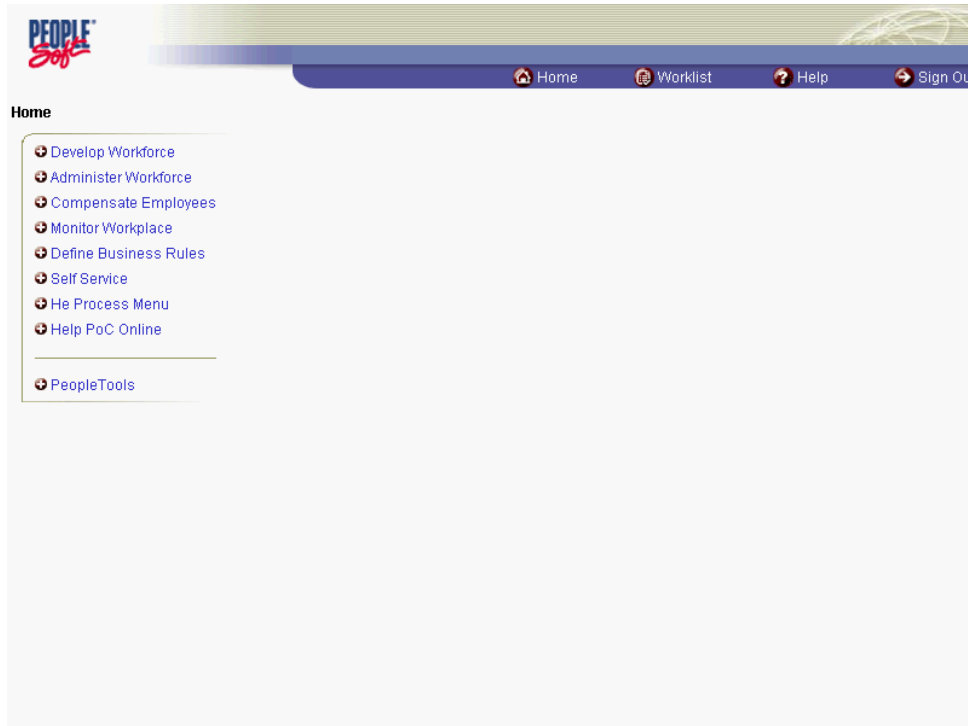 PEOPLE
Soft
Home Worklist Help Sign Ou
Home
Develop Workforce
Administer Workforce
Compensate Employees
Monitor Workplace
Define Business Rules
Self Service
He Process Menu
Help PoC Online
PeopleTools